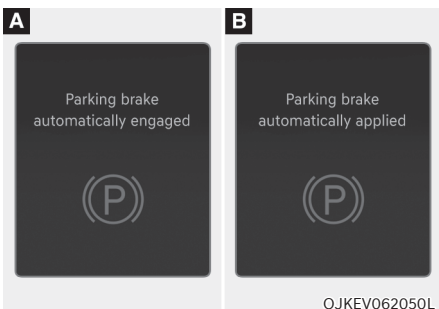 A
Parking brake
automatically engaged
P
B
Parking brake
automatically applied
P
OJKEV062050L